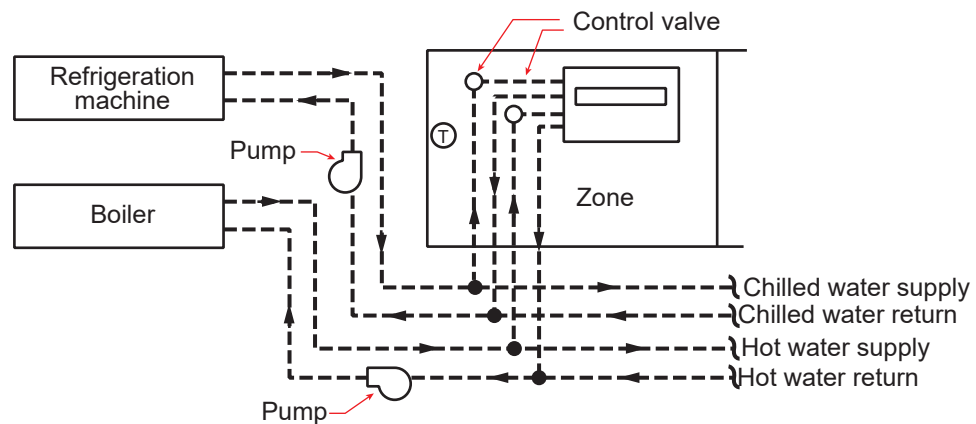 Control valve
Refrigeration
machine
Pump
T
Boiler
Zone
Chilled water supply
Chilled water return
Hot water supply
Hot water return
Pump